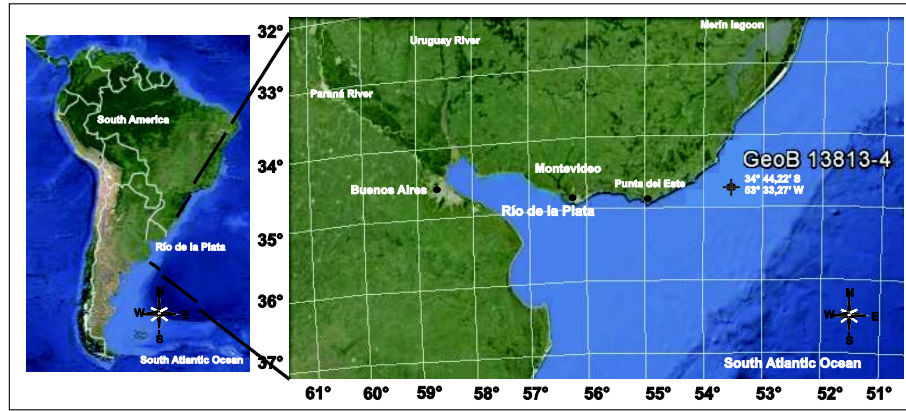 South America
Río de la Plata
N
W E
S
South Atlantic Ocean
32°
33°
34°
35°
36°
37°
Uruguay River
Merín lagoon
Paraná River
GeoB 13813-4
34° 44,22' S
53° 33,27' W
Montevideo
Buenos Aires
Punta del Este
Río de la Plata
N
W E
S
South Atlantic Ocean
61° 60° 59° 58° 57° 56° 55° 54° 53° 52° 51°